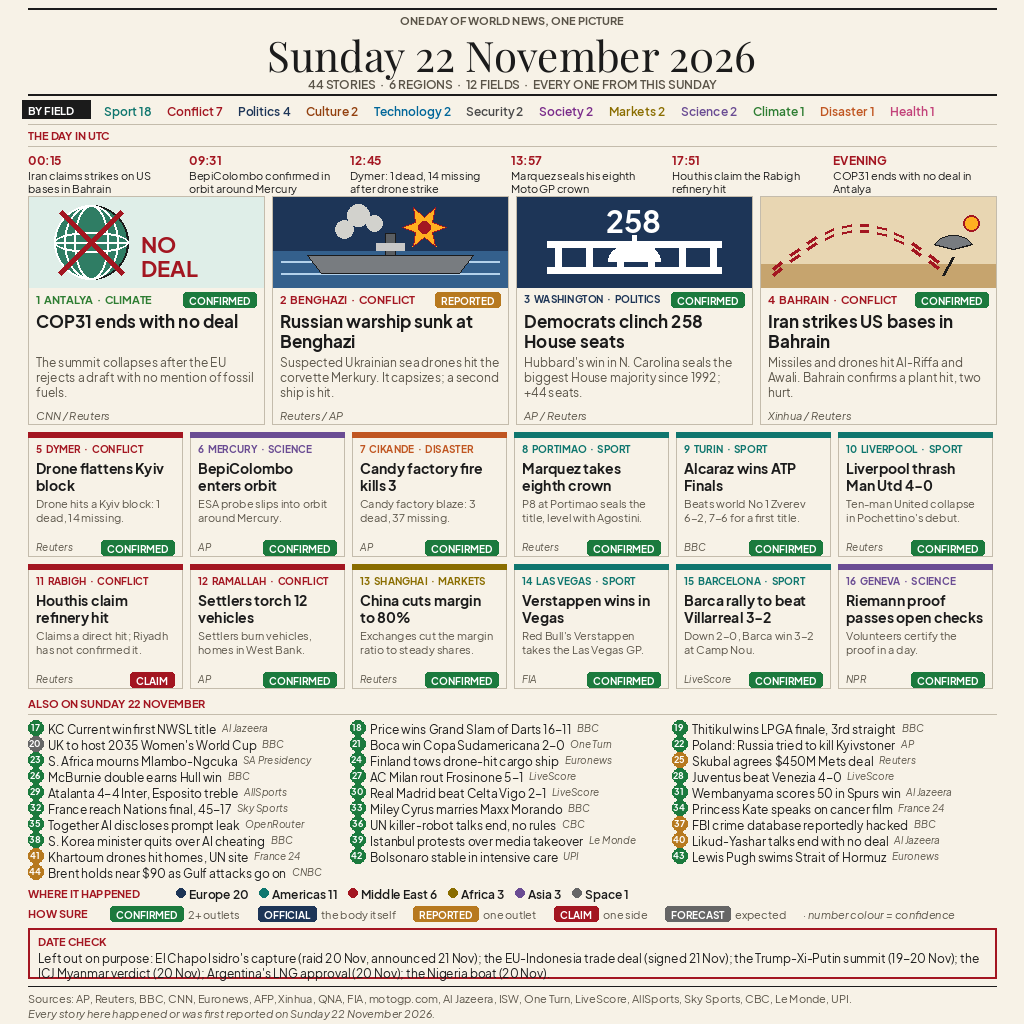 ONE DAY OF WORLD NEWS, ONE PICTURE
Sunday 22 November 2026
44 STORIES · 6 REGIONS · 12 FIELDS · EVERY ONE FROM THIS SUNDAY
BY FIELD Sport 18 Conflict 7 Politics 4 Culture 2 Technology 2 Security 2 Society 2 Markets 2 Science 2 Climate 1 Disaster 1 Health 1
THE DAY IN UTC
00:15
Iran claims strikes on US
bases in Bahrain
09:31
BepiColombo confirmed in
orbit around Mercury
12:45
Dymer: 1 dead, 14 missing
after drone strike
13:57
Marquez seals his eighth
MotoGP crown
17:51
Houthis claim the Rabigh
refinery hit
EVENING
COP31 ends with no deal in
Antalya
NO
DEAL
1 ANTALYA · CLIMATE CONFIRMED
COP31 ends with no deal
The summit collapses after the EU
rejects a draft with no mention of fossil
fuels.
CNN / Reuters
2 BENGHAZI · CONFLICT REPORTED
Russian warship sunk at
Benghazi
Suspected Ukrainian sea drones hit the
corvette Merkury. It capsizes; a second
ship is hit.
Reuters / AP
258
3 WASHINGTON · POLITICS CONFIRMED
Democrats clinch 258
House seats
Hubbard's win in N. Carolina seals the
biggest House majority since 1992;
+44 seats.
AP / Reuters
4 BAHRAIN · CONFLICT CONFIRMED
Iran strikes US bases in
Bahrain
Missiles and drones hit Al-Riffa and
Awali. Bahrain confirms a plant hit, two
hurt.
Xinhua / Reuters
5 DYMER · CONFLICT
Drone flattens Kyiv
block
Drone hits a Kyiv block: 1
dead, 14 missing.
Reuters CONFIRMED
6 MERCURY · SCIENCE
BepiColombo
enters orbit
ESA probe slips into orbit
around Mercury.
AP CONFIRMED
7 CIKANDE · DISASTER
Candy factory fire
kills 3
Candy factory blaze: 3
dead, 37 missing.
AP CONFIRMED
8 PORTIMAO · SPORT
Marquez takes
eighth crown
P8 at Portimao seals the
title, level with Agostini.
Reuters CONFIRMED
9 TURIN · SPORT
Alcaraz wins ATP
Finals
Beats world No 1 Zverev
6–2, 7–6 for a first title.
BBC CONFIRMED
10 LIVERPOOL · SPORT
Liverpool thrash
Man Utd 4–0
Ten-man United collapse
in Pochettino's debut.
Reuters CONFIRMED
11 RABIGH · CONFLICT
Houthis claim
refinery hit
Claims a direct hit; Riyadh
has not confirmed it.
Reuters CLAIM
12 RAMALLAH · CONFLICT
Settlers torch 12
vehicles
Settlers burn vehicles,
homes in West Bank.
AP CONFIRMED
13 SHANGHAI · MARKETS
China cuts margin
to 80%
Exchanges cut the margin
ratio to steady shares.
Reuters CONFIRMED
14 LAS VEGAS · SPORT
Verstappen wins in
Vegas
Red Bull's Verstappen
takes the Las Vegas GP.
FIA CONFIRMED
15 BARCELONA · SPORT
Barca rally to beat
Villarreal 3–2
Down 2–0, Barca win 3–2
at Camp Nou.
LiveScore CONFIRMED
16 GENEVA · SCIENCE
Riemann proof
passes open checks
Volunteers certify the
proof in a day.
NPR CONFIRMED
ALSO ON SUNDAY 22 NOVEMBER
17 KC Current win first NWSL title Al Jazeera
18 Price wins Grand Slam of Darts 16–11 BBC
19 Thitikul wins LPGA finale, 3rd straight BBC
20 UK to host 2035 Women's World Cup BBC
21 Boca win Copa Sudamericana 2–0 OneTurn
22 Poland: Russia tried to kill Kyivstoner AP
23 S. Africa mourns Mlambo-Ngcuka SA Presidency
24 Finland tows drone-hit cargo ship Euronews
25 Skubal agrees $450M Mets deal Reuters
26 McBurnie double earns Hull win BBC
27 AC Milan rout Frosinone 5–1 LiveScore
28 Juventus beat Venezia 4–0 LiveScore
29 Atalanta 4–4 Inter, Esposito treble AllSports
30 Real Madrid beat Celta Vigo 2–1 LiveScore
31 Wembanyama scores 50 in Spurs win Al Jazeera
32 France reach Nations final, 45–17 Sky Sports
33 Miley Cyrus marries Maxx Morando BBC
34 Princess Kate speaks on cancer film France 24
35 Together AI discloses prompt leak OpenRouter
36 UN killer-robot talks end, no rules CBC
37 FBI crime database reportedly hacked BBC
38 S. Korea minister quits over AI cheating BBC
39 Istanbul protests over media takeover Le Monde
40 Likud-Yashar talks end with no deal Al Jazeera
41 Khartoum drones hit homes, UN site France 24
42 Bolsonaro stable in intensive care UPI
43 Lewis Pugh swims Strait of Hormuz Euronews
44 Brent holds near $90 as Gulf attacks go on CNBC
WHERE IT HAPPENED Europe 20 Americas 11 Middle East 6 Africa 3 Asia 3 Space 1
HOW SURE CONFIRMED 2+ outlets OFFICIAL the body itself REPORTED one outlet CLAIM one side FORECAST expected · number colour = confidence
DATE CHECK
Left out on purpose: El Chapo Isidro's capture (raid 20 Nov, announced 21 Nov); the EU-Indonesia trade deal (signed 21 Nov); the Trump-Xi-Putin summit (19–20 Nov); the
ICJ Myanmar verdict (20 Nov); Argentina's LNG approval (20 Nov); the Nigeria boat (20 Nov).
Sources: AP, Reuters, BBC, CNN, Euronews, AFP, Xinhua, QNA, FIA, motogp.com, Al Jazeera, ISW, One Turn, LiveScore, AllSports, Sky Sports, CBC, Le Monde, UPI.
Every story here happened or was first reported on Sunday 22 November 2026.